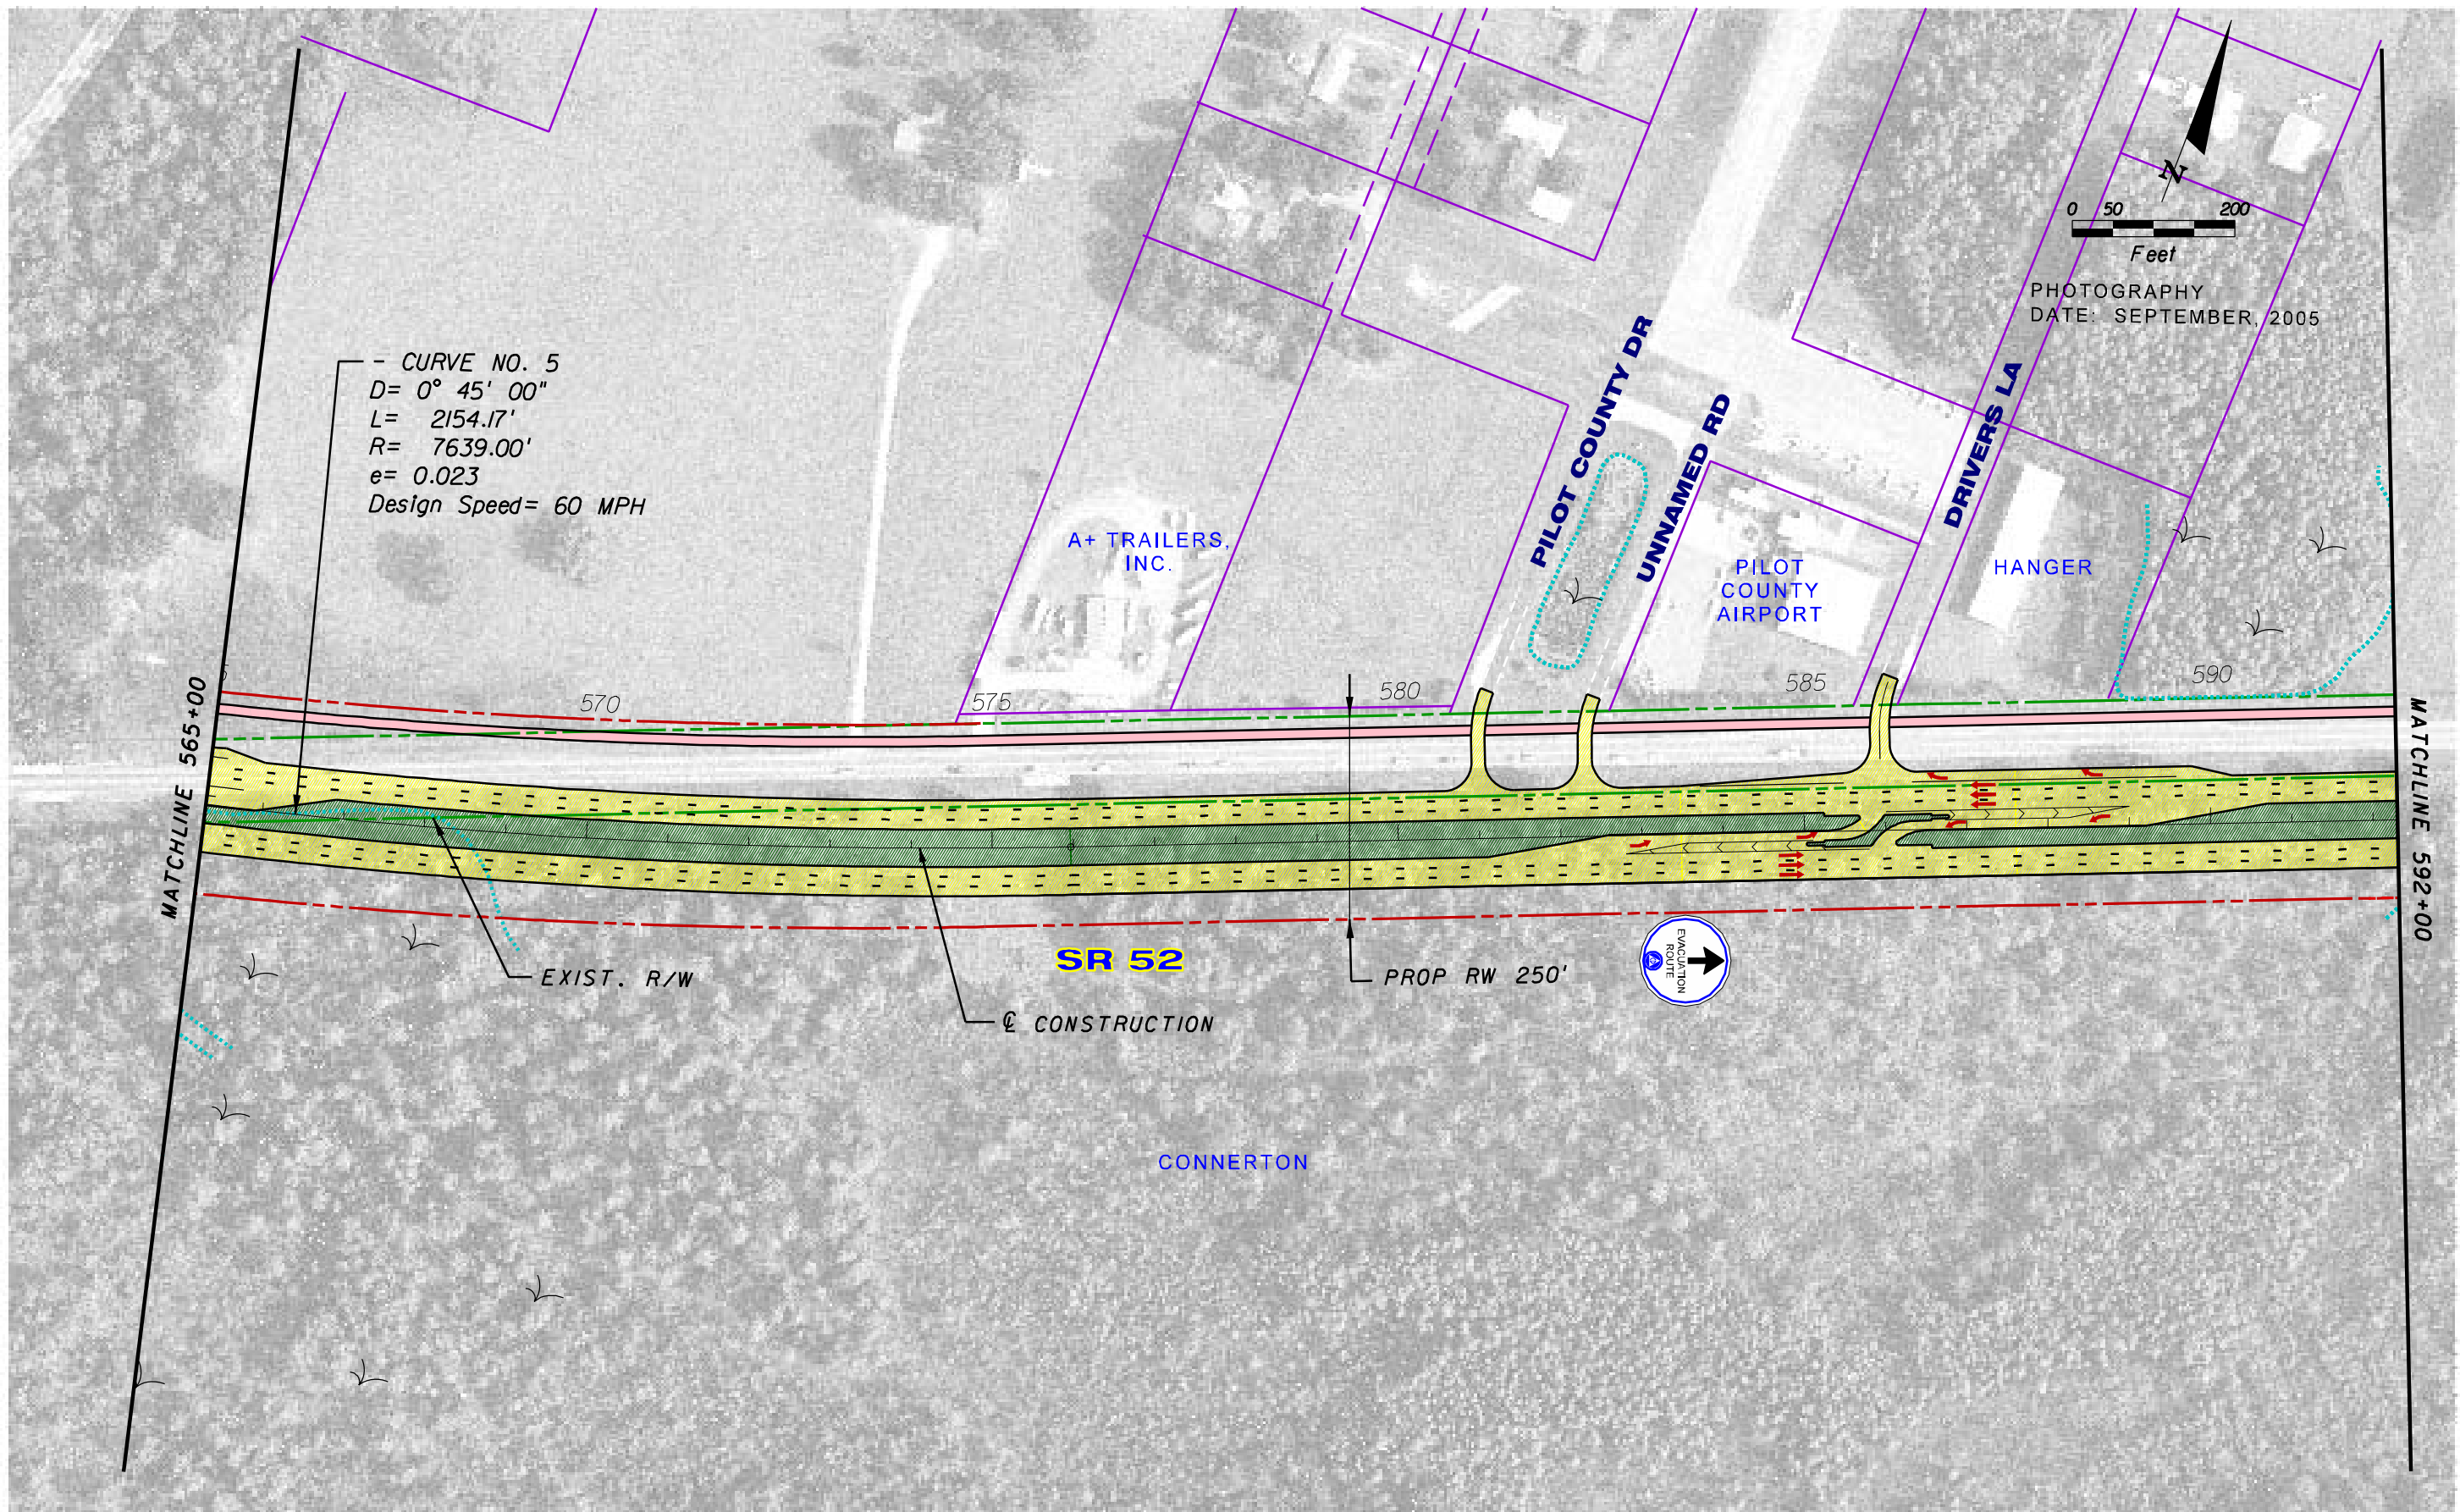 N
0 50 200
Feet
PHOTOGRAPHY
DATE: SEPTEMBER, 2005
- CURVE NO. 5
D= 0° 45' 00"
L= 2154.17'
R= 7639.00'
e= 0.023
Design Speed= 60 MPH
PILOT COUNTY DR
UNNAMED RD
DRIVERS LA
A+ TRAILERS,
INC.
PILOT
COUNTY
AIRPORT
HANGER
MATCHLINE 565+00
570
575
580
585
590
MATCHLINE 592+00
EXIST. R/W
SR 52
PROP RW 250'
EVACUATION
ROUTE
℄ CONSTRUCTION
CONNERTON